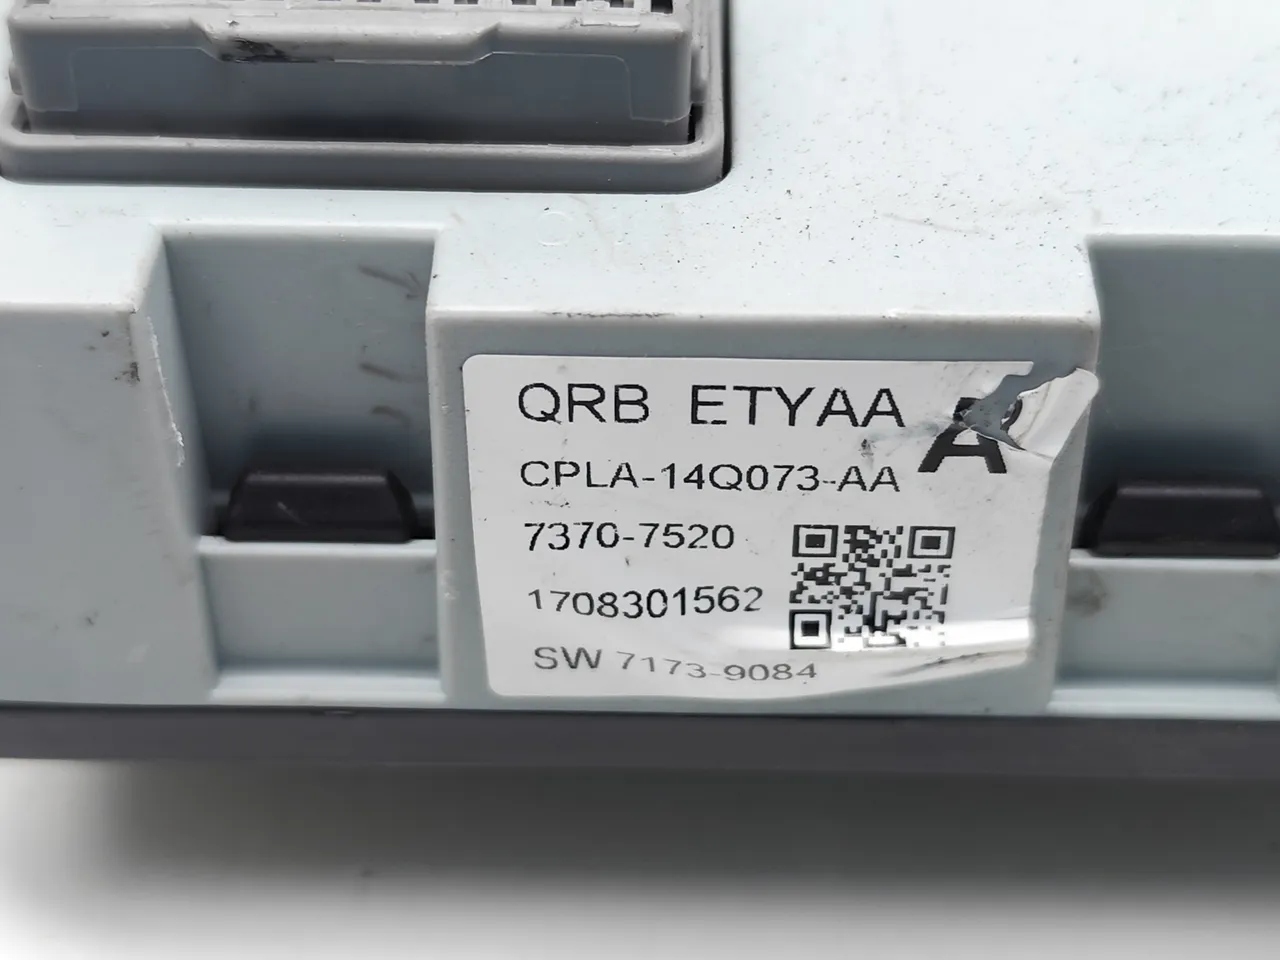 QRB ETYAA
A
CPLA-14Q073-AA
7370-7520
1708301562
SW 7173-9084